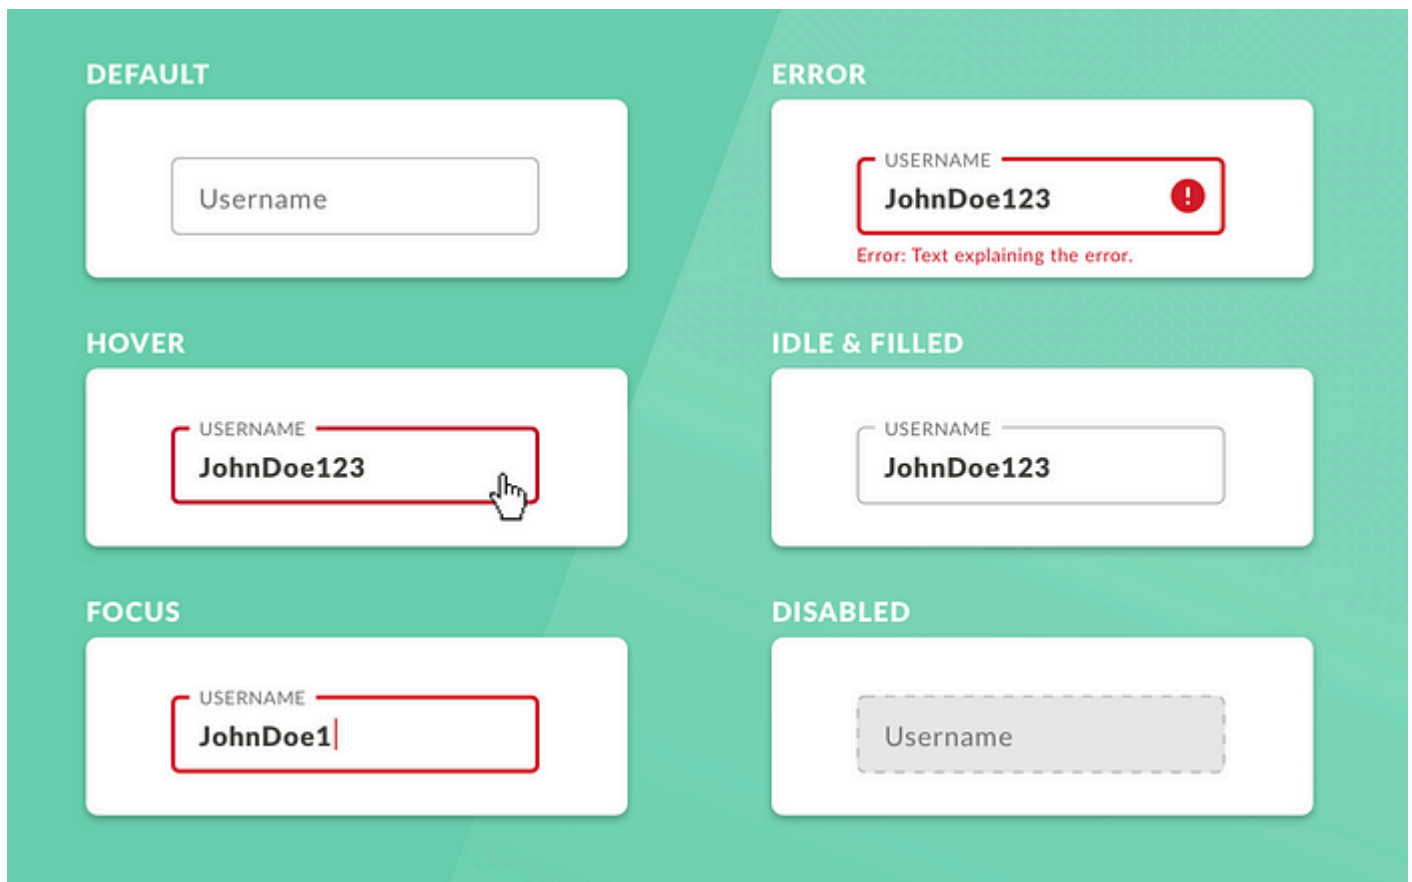 DEFAULT
Username
ERROR
USERNAME
JohnDoe123
!
Error: Text explaining the error.
HOVER
USERNAME
JohnDoe123
IDLE & FILLED
USERNAME
JohnDoe123
FOCUS
USERNAME
JohnDoe1
DISABLED
Username